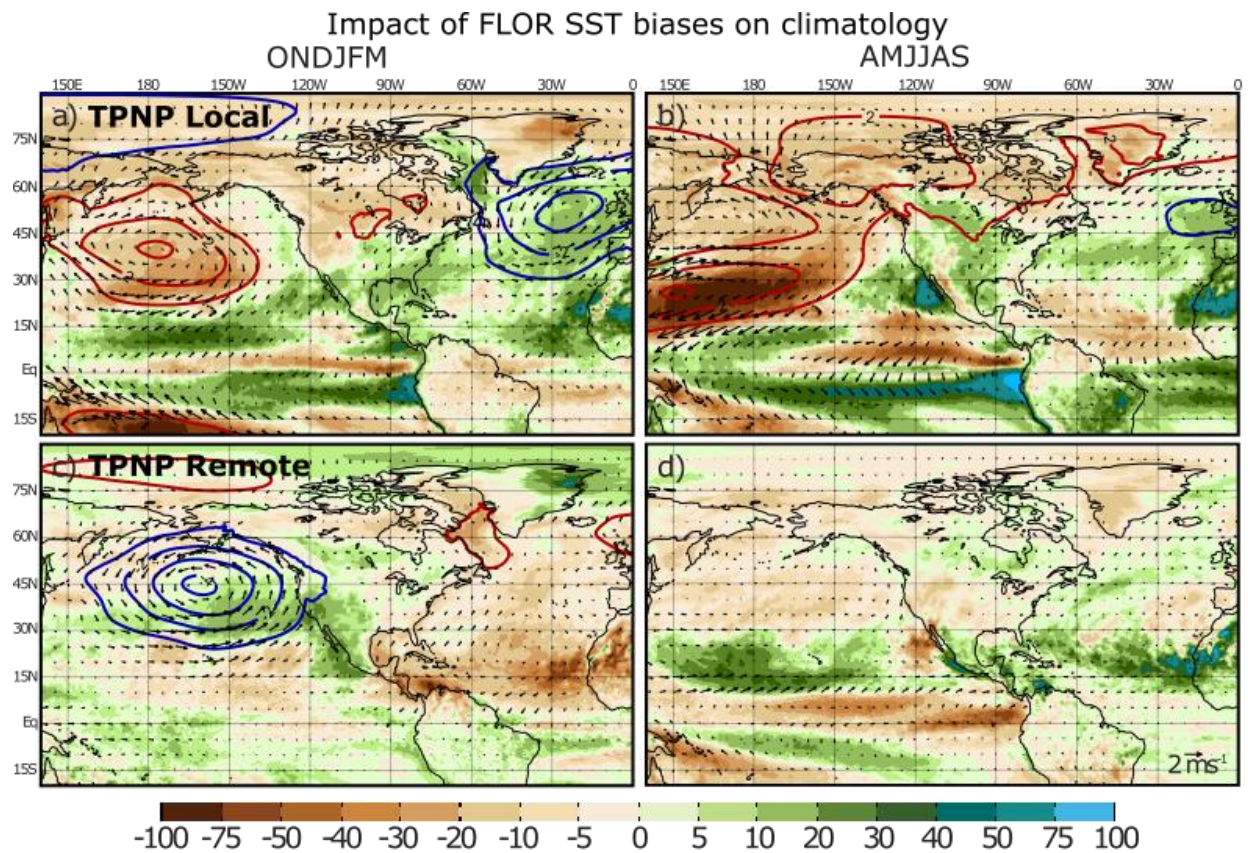 Impact of FLOR SST biases on climatology
ONDJFM AMJJAS
150E 180 150W 120W 90W 60W 30W 0 150E 180 150W 120W 90W 60W 30W 0
a) TPNP Local b)
75N
60N
45N
30N
15N
Eq
15S
2
c) TPNP Remote d)
75N
60N
45N
30N
15N
Eq
15S
2 ms⁻¹
-100 -75 -50 -40 -30 -20 -10 -5 0 5 10 20 30 40 50 75 100